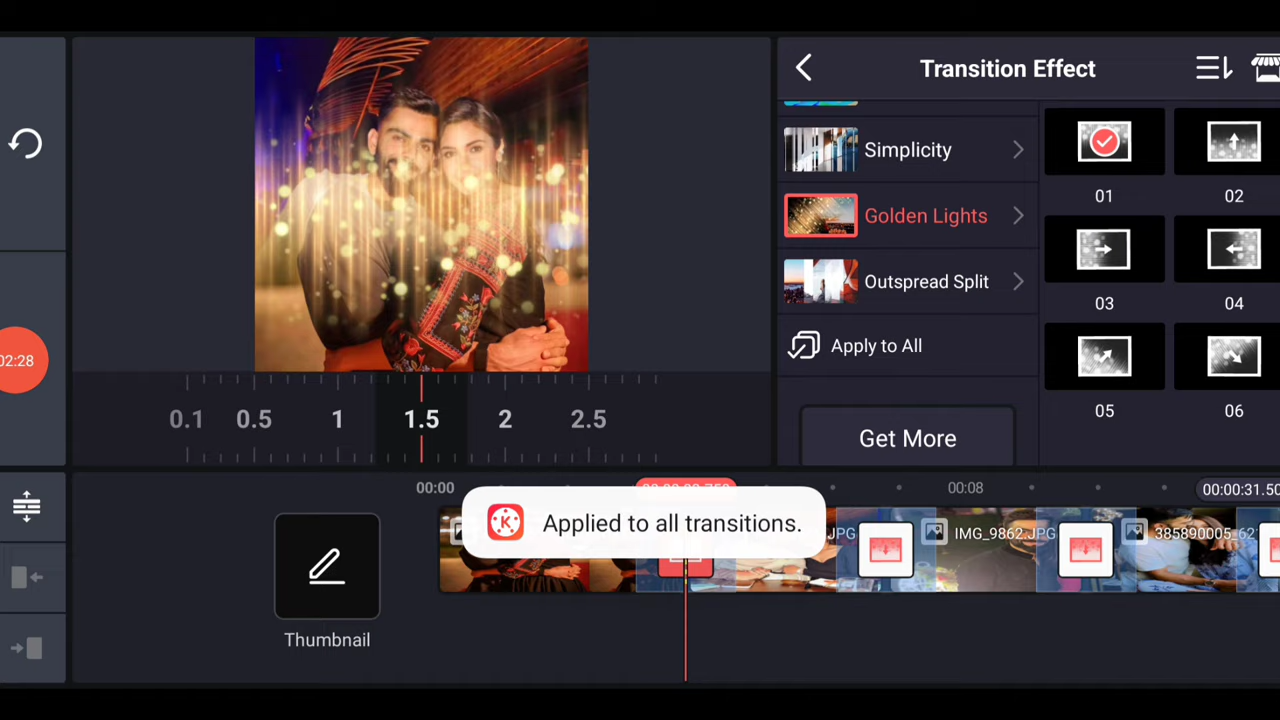 Transition Effect
Simplicity
Golden Lights
Outspread Split
Apply to All
Get More
01
02
03
04
05
06
02:28
0.1
0.5
1
1.5
2
2.5
00:00
00:08
00:00:31.50
K
Applied to all transitions.
JPG
IMG_9862.JPG
385890005_62
Thumbnail